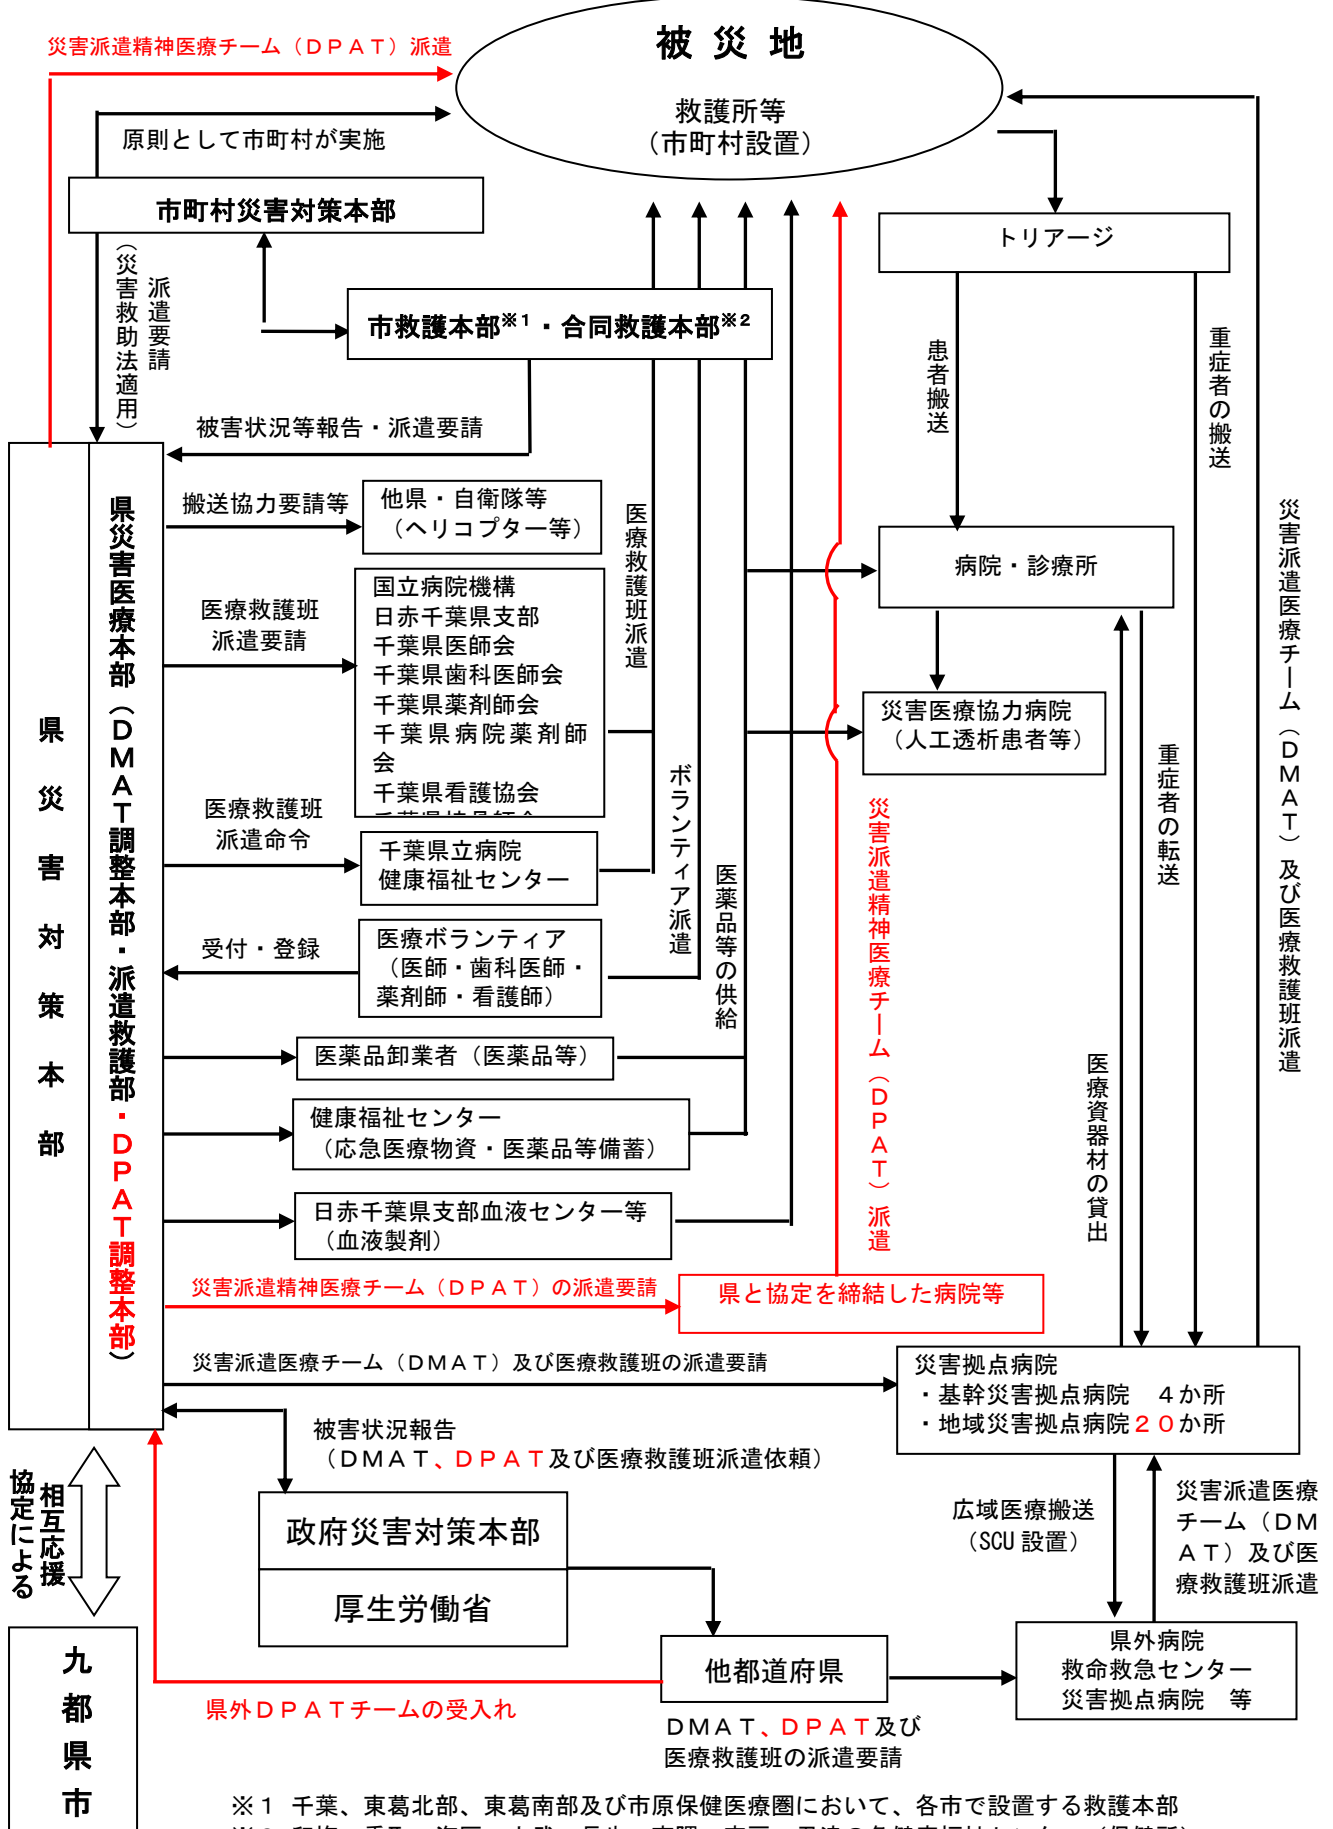 災害派遣精神医療チーム（ＤＰＡＴ）派遣
被 災 地
救護所等
（市町村設置）
原則として市町村が実施
市町村災害対策本部
トリアージ
派遣要請
（災害救助法適用）
市救護本部※1・合同救護本部※2
患者搬送
重症者の搬送
被害状況等報告・派遣要請
県 災 害 対 策 本 部
県災害医療本部（ＤＭＡＴ調整本部・派遣救護部・ＤＰＡＴ調整本部）
搬送協力要請等
他県・自衛隊等
（ヘリコプター等）
医療救護班派遣
病院・診療所
災害派遣医療チーム（ＤＭＡＴ）及び医療救護班派遣
医療救護班
派遣要請
国立病院機構
日赤千葉県支部
千葉県医師会
千葉県歯科医師会
千葉県薬剤師会
千葉県病院薬剤師
会
千葉県看護協会
災害医療協力病院
（人工透析患者等）
重症者の転送
ボランティア派遣
医療救護班
派遣命令
千葉県立病院
健康福祉センター
医薬品等の供給
災害派遣精神医療チーム（ＤＰＡＴ）派遣
受付・登録
医療ボランティア
（医師・歯科医師・
薬剤師・看護師）
医薬品卸業者（医薬品等）
医療資器材の貸出
健康福祉センター
（応急医療物資・医薬品等備蓄）
日赤千葉県支部血液センター等
（血液製剤）
災害派遣精神医療チーム（ＤＰＡＴ）の派遣要請
県と協定を締結した病院等
災害派遣医療チーム（ＤＭＡＴ）及び医療救護班の派遣要請
災害拠点病院
・基幹災害拠点病院　４か所
・地域災害拠点病院２０か所
被害状況報告
（ＤＭＡＴ、ＤＰＡＴ及び医療救護班派遣依頼）
相互応援
協定による
政府災害対策本部
厚生労働省
広域医療搬送
（SCU 設置）
災害派遣医療
チーム（ＤＭ
ＡＴ）及び医
療救護班派遣
他都道府県
県外病院
救命救急センター
災害拠点病院　等
県外ＤＰＡＴチームの受入れ
ＤＭＡＴ、ＤＰＡＴ及び
医療救護班の派遣要請
九 都 県 市
※１ 千葉、東葛北部、東葛南部及び市原保健医療圏において、各市で設置する救護本部